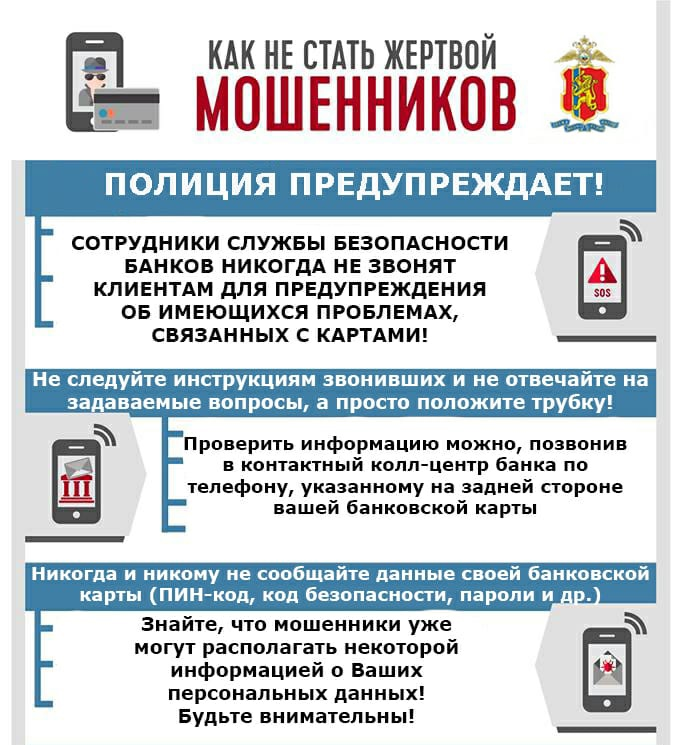 КАК НЕ СТАТЬ ЖЕРТВОЙ
МОШЕННИКОВ
ПОЛИЦИЯ ПРЕДУПРЕЖДАЕТ!
СОТРУДНИКИ СЛУЖБЫ БЕЗОПАСНОСТИ
БАНКОВ НИКОГДА НЕ ЗВОНЯТ
КЛИЕНТАМ ДЛЯ ПРЕДУПРЕЖДЕНИЯ
ОБ ИМЕЮЩИХСЯ ПРОБЛЕМАХ,
СВЯЗАННЫХ С КАРТАМИ!
SOS
Не следуйте инструкциям звонивших и не отвечайте на
задаваемые вопросы, а просто положите трубку!
Проверить информацию можно, позвонив
в контактный колл-центр банка по
телефону, указанному на задней стороне
вашей банковской карты
Никогда и никому не сообщайте данные своей банковской
карты (ПИН-код, код безопасности, пароли и др.)
Знайте, что мошенники уже
могут располагать некоторой
информацией о Ваших
персональных данных!
Будьте внимательны!